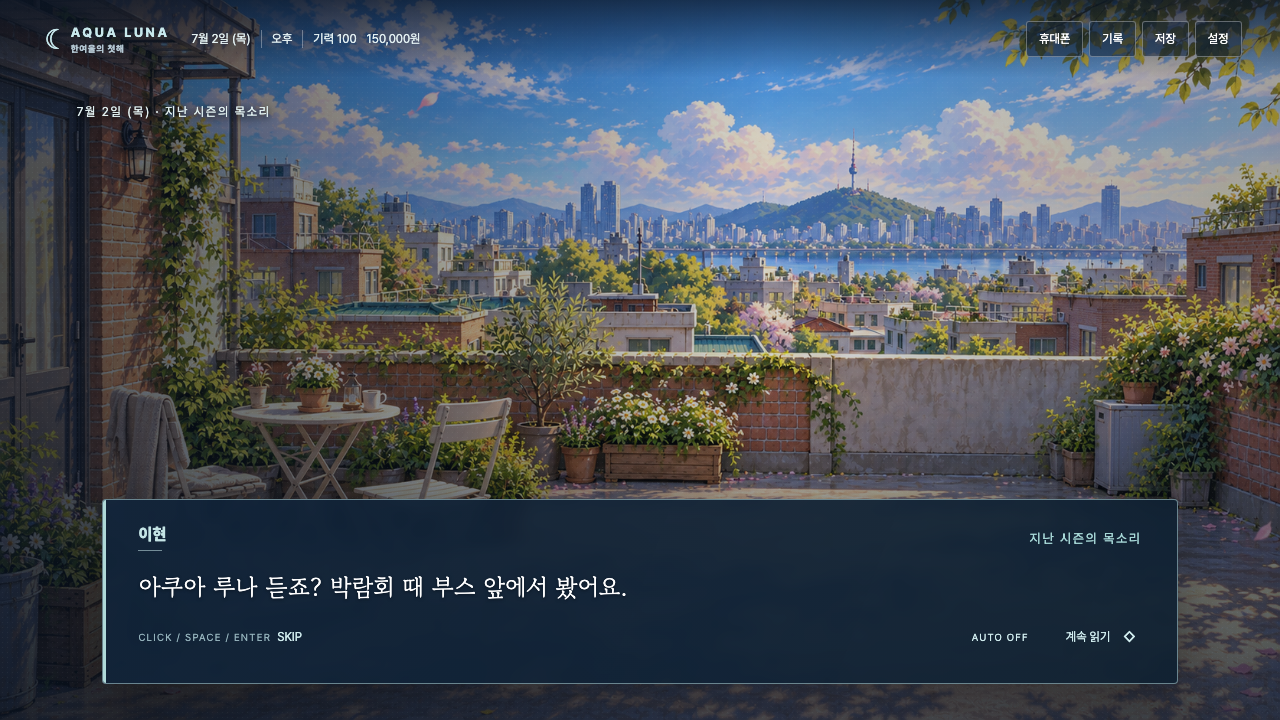 AQUA LUNA
한여울의 첫해
7월 2일 (목) 오후 기력 100 150,000원
휴대폰 기록 저장 설정
7월 2일 (목) · 지난 시즌의 목소리
이현
지난 시즌의 목소리
아쿠아 루나 듣죠? 박람회 때 부스 앞에서 봤어요.
CLICK / SPACE / ENTER SKIP
AUTO OFF 계속 읽기